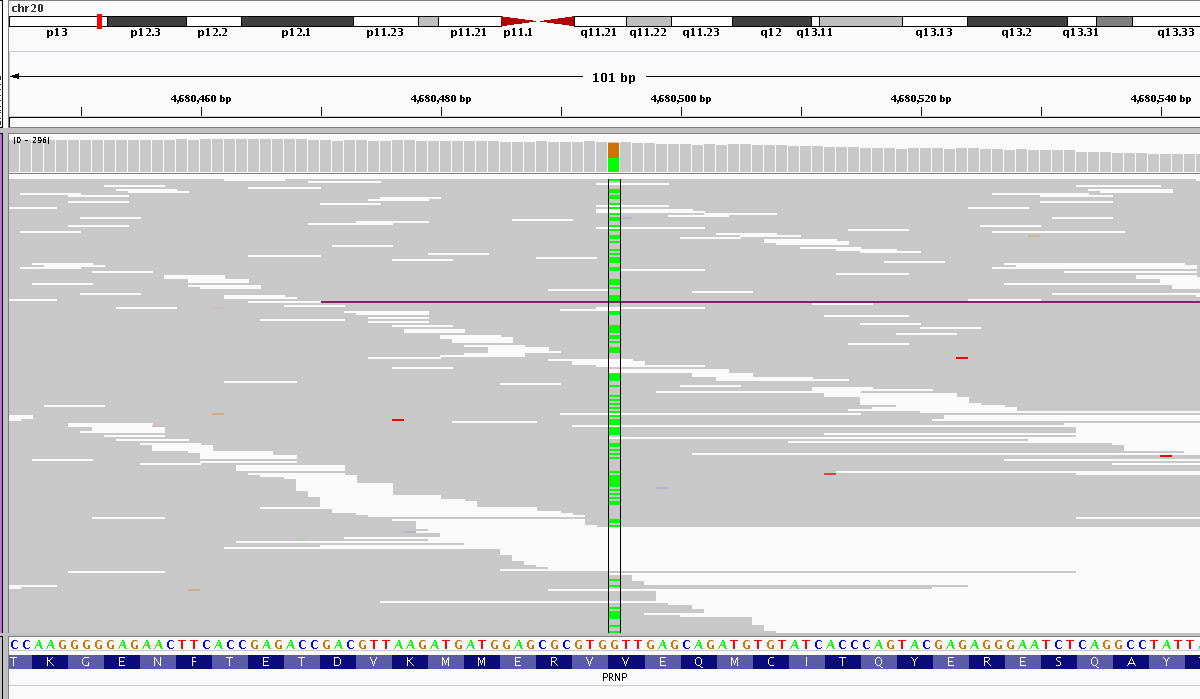 chr20
p13 p12.3 p12.2 p12.1 p11.23 p11.21 p11.1 q11.21 q11.22 q11.23 q12 q13.11 q13.13 q13.2 q13.31 q13.33
101 bp
4,680,460 bp 4,680,480 bp 4,680,500 bp 4,680,520 bp 4,680,540 bp
[0 - 296]
CCAAGGGGGAGAACTTCACCGAGACCGACGTTAAGATGATGGAGCGCGTGGTTGAGCAGATGTGTATCACCCAGTACGAGAGGGAATCTCAGGCCTATTA
T K G E N F T E T D V K M M E R V V E Q M C I T Q Y E R E S Q A Y
PRNP